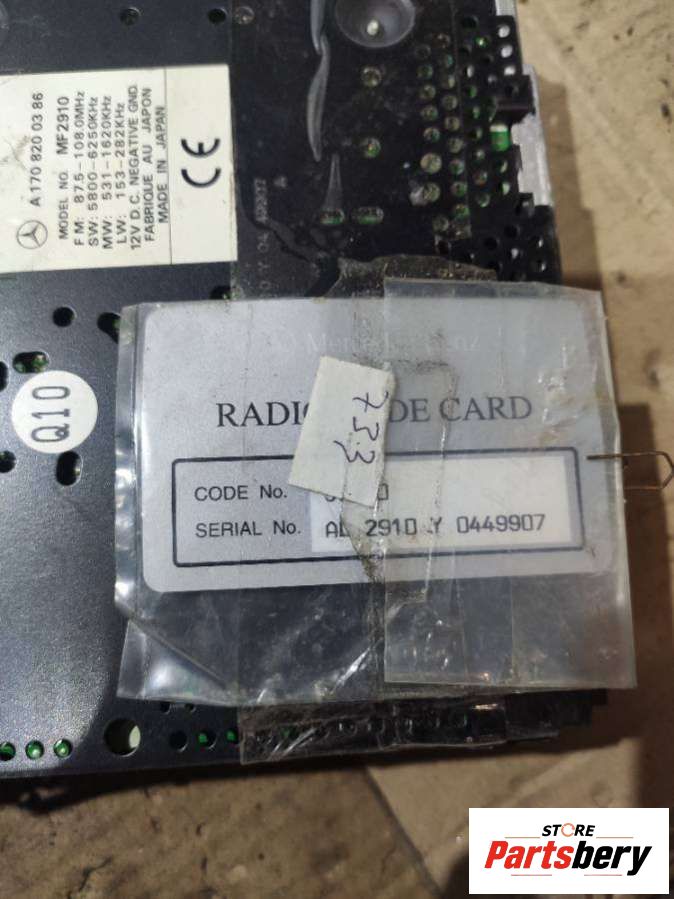 A 170 820 03 86
MODEL NO. MF2910
FM: 87.5-108.0MHz
SW: 5800-6250KHz
MW: 531-1620KHz
LW: 153-282KHz
12V D.C. NEGATIVE GND.
FABRIQUE AU JAPON
MADE IN JAPAN
CE
Q10
733
RADIO DE CARD
CODE No.
SERIAL No. AL 2910 Y 0449907
STORE
Partsbery